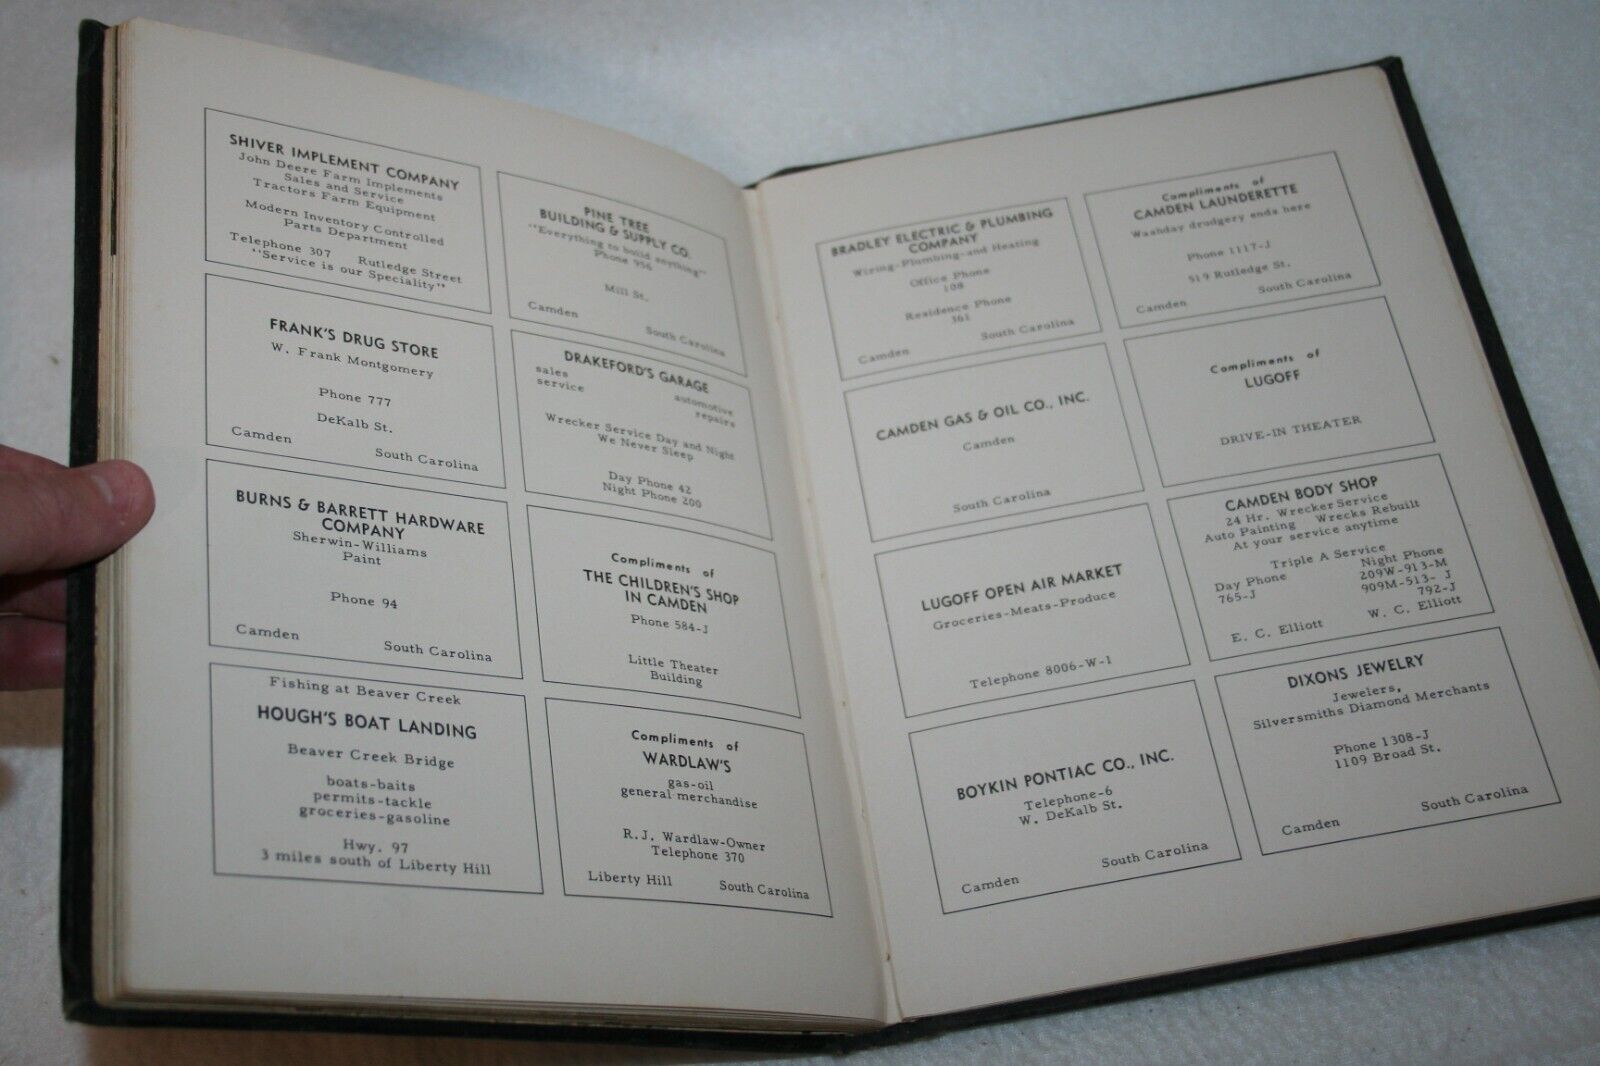 SHIVER IMPLEMENT COMPANY
John Deere Farm Implements
Sales and Service
Tractors Farm Equipment
Modern Inventory Controlled
Parts Department
Telephone 307 Rutledge Street
"Service is our Speciality"
FRANK'S DRUG STORE
W. Frank Montgomery
Phone 777
DeKalb St.
Camden
South Carolina
BURNS & BARRETT HARDWARE
COMPANY
Sherwin-Williams
Paint
Phone 94
Camden
South Carolina
Fishing at Beaver Creek
HOUGH'S BOAT LANDING
Beaver Creek Bridge
boats-baits
permits-tackle
groceries-gasoline
Hwy. 97
3 miles south of Liberty Hill
PINE TREE
BUILDING & SUPPLY CO.
"Everything to build anything"
Phone 956
Mill St.
Camden
South Carolina
DRAKEFORD'S GARAGE
sales
service
automotive
repairs
Wrecker Service Day and Night
We Never Sleep
Day Phone 42
Night Phone 200
Compliments of
THE CHILDREN'S SHOP
IN CAMDEN
Phone 584-J
Little Theater
Building
Compliments of
WARDLAW'S
gas-oil
general merchandise
R.J. Wardlaw-Owner
Telephone 370
Liberty Hill South Carolina
BRADLEY ELECTRIC & PLUMBING
COMPANY
Wiring-Plumbing-and Heating
Office Phone
108
Residence Phone
361
Camden
South Carolina
CAMDEN GAS & OIL CO., INC.
Camden
South Carolina
LUGOFF OPEN AIR MARKET
Groceries-Meats-Produce
Telephone 8006-W-1
BOYKIN PONTIAC CO., INC.
Telephone-6
W. DeKalb St.
Camden
South Carolina
Compliments of
CAMDEN LAUNDERETTE
Washday drudgery ends here
Phone 1117-J
519 Rutledge St.
Camden
South Carolina
Compliments of
LUGOFF
DRIVE-IN THEATER
CAMDEN BODY SHOP
24 Hr. Wrecker Service
Auto Painting Wrecks Rebuilt
At your service anytime
Triple A Service
Day Phone
765-J
Night Phone
209W-913-M
909M-513- J
792-J
E. C. Elliott
W. C. Elliott
DIXONS JEWELRY
Jewelers,
Silversmiths Diamond Merchants
Phone 1308-J
1109 Broad St.
Camden
South Carolina